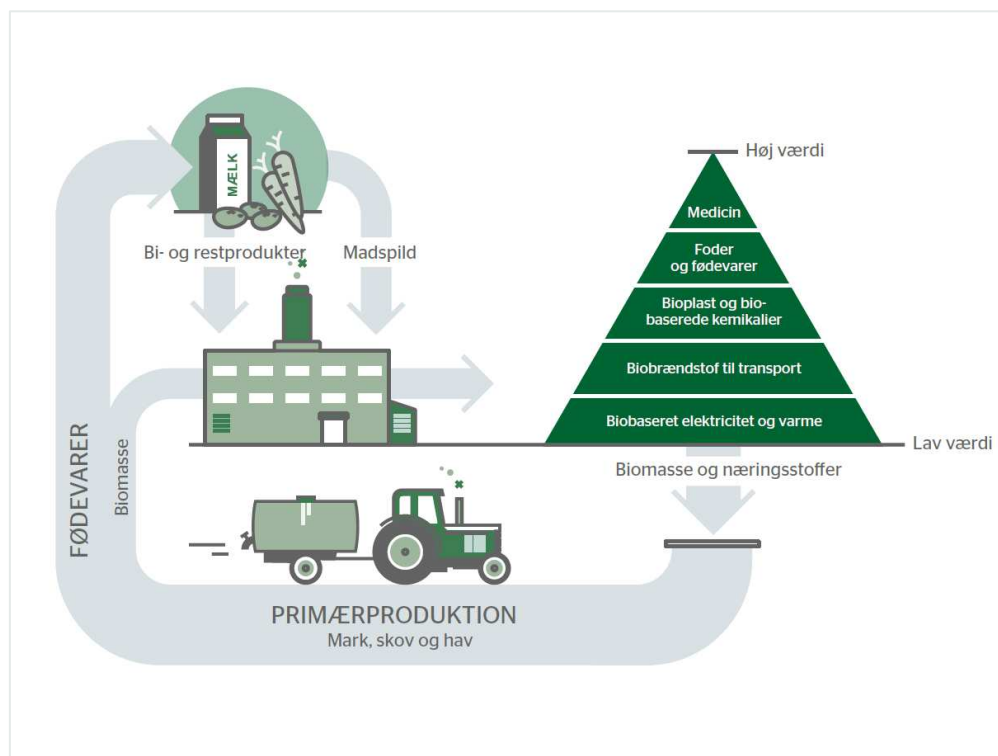 MÆLK
Bi- og restprodukter
Madspild
FØDEVARER
Biomasse
Høj værdi
Medicin
Foder
og fødevarer
Bioplast og bio-
baserede kemikalier
Biobrændstof til transport
Biobaseret elektricitet og varme
Lav værdi
Biomasse og næringsstoffer
PRIMÆRPRODUKTION
Mark, skov og hav